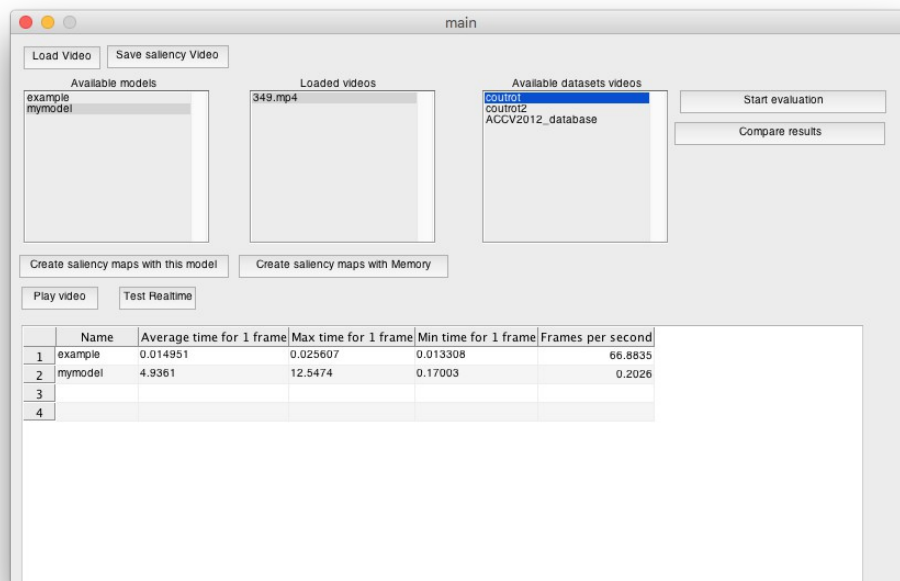 main
Load Video Save saliency Video
Available models Loaded videos Available datasets videos
example 349.mp4 coutrot Start evaluation
mymodel coutrot2
ACCV2012_database
Compare results
Create saliency maps with this model Create saliency maps with Memory
Play video Test Realtime
Name Average time for 1 frame Max time for 1 frame Min time for 1 frame Frames per second
1 example 0.014951 0.025607 0.013308 66.8835
2 mymodel 4.9361 12.5474 0.17003 0.2026
3
4